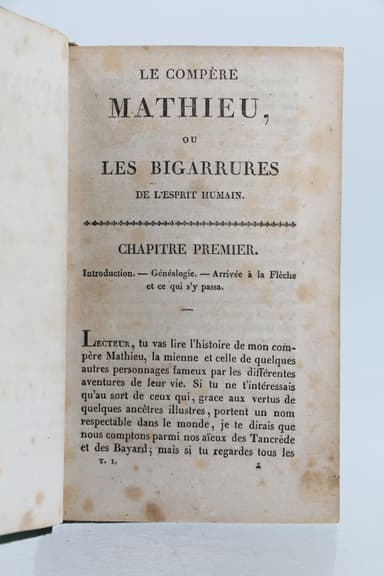 LE COMPÈRE
MATHIEU,
OU
LES BIGARRURES
DE L'ESPRIT HUMAIN.
CHAPITRE PREMIER.
Introduction. — Généalogie. — Arrivée à la Flèche
et ce qui s'y passa.
LECTEUR, tu vas lire l'histoire de mon com-
père Mathieu, la mienne et celle de quelques
autres personnages fameux par les différentes
aventures de leur vie. Si tu ne t'intéressais
qu'au sort de ceux qui, grace aux vertus de
quelques ancêtres illustres, portent un nom
respectable dans le monde, je te dirais que
nous comptons parmi nos aïeux des Tancrède
et des Bayard; mais si tu regardes tous les
T. I.